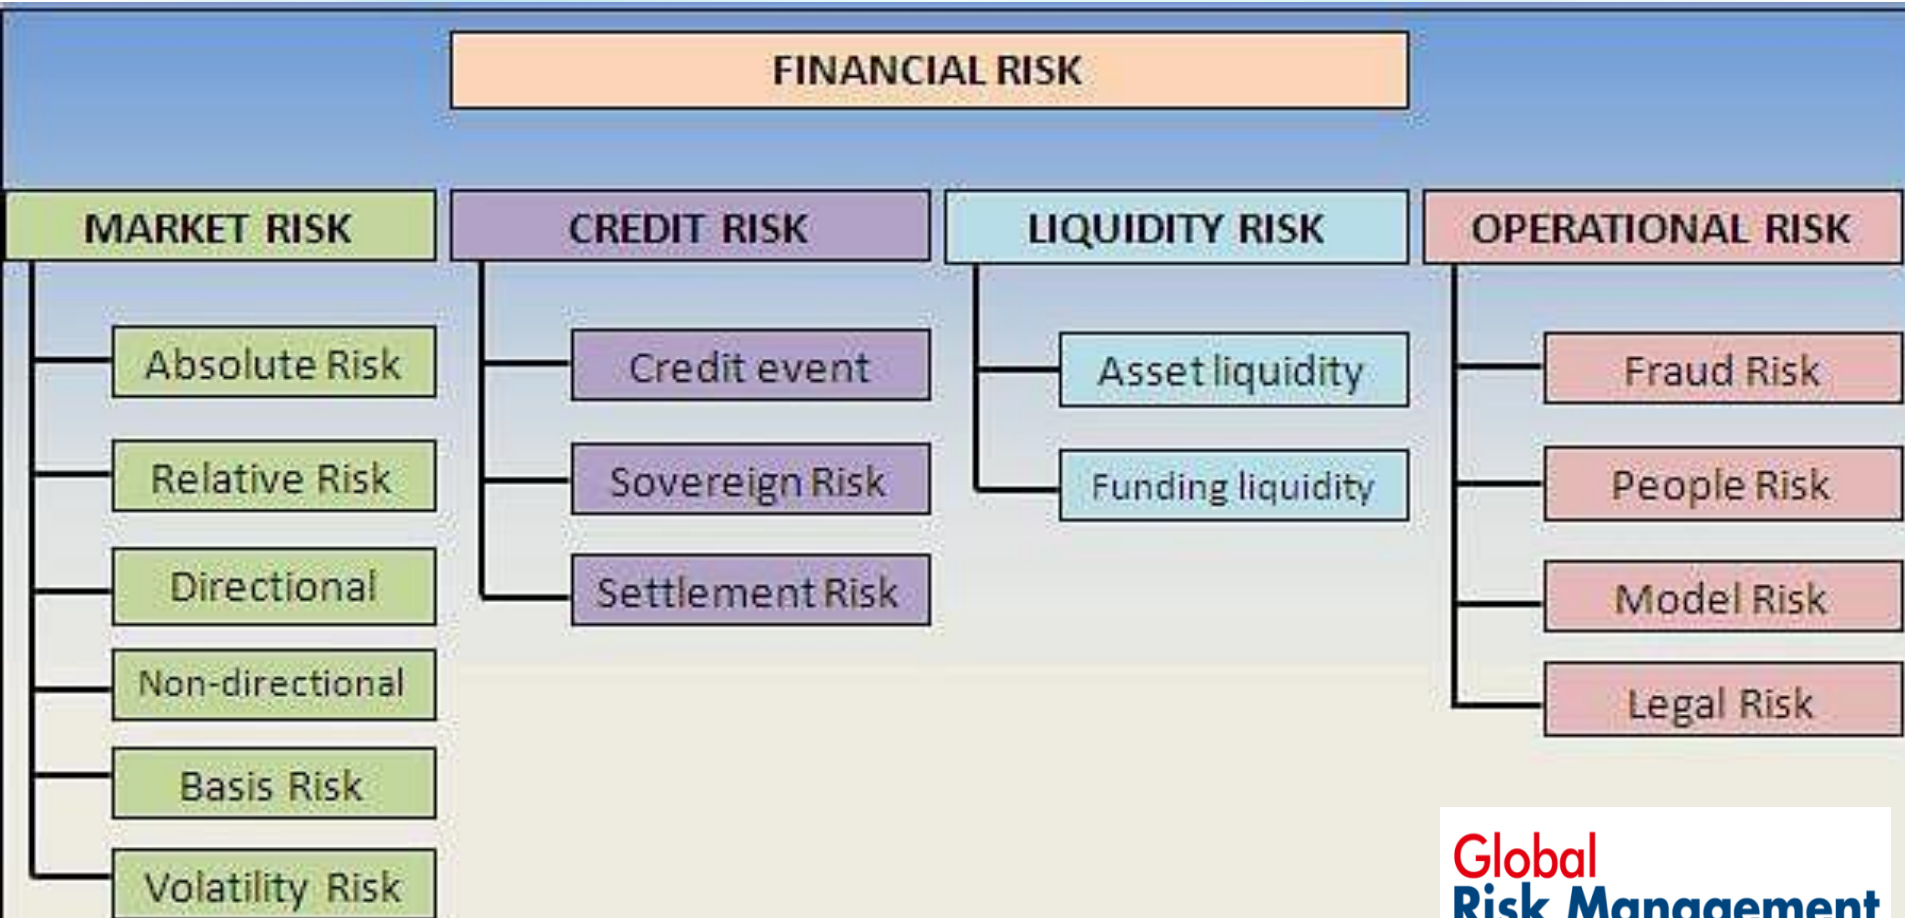 FINANCIAL RISK
MARKET RISK
Absolute Risk
Relative Risk
Directional
Non-directional
Basis Risk
Volatility Risk
CREDIT RISK
Credit event
Sovereign Risk
Settlement Risk
LIQUIDITY RISK
Asset liquidity
Funding liquidity
OPERATIONAL RISK
Fraud Risk
People Risk
Model Risk
Legal Risk
Global
Risk Management